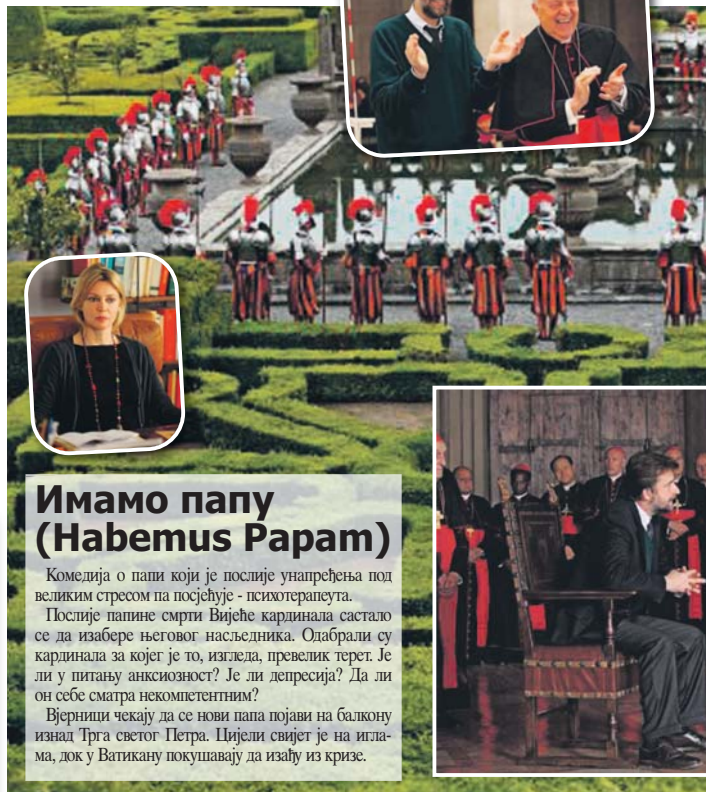 Имамо папу
(Habemus Papam)
Комедија о папи који је послије унапређења под
великим стресом па посјећује - психотерапеута.
Послије папине смрти Вијеће кардинала састало
се да изабере његовог насљедника. Одабрали су
кардинала за којег је то, изгледа, превелик терет. Је
ли у питању анксиозност? Је ли депресија? Да ли
он себе сматра некомпетентним?
Вјерници чекају да се нови папа појави на балкону
изнад Трга светог Петра. Цијели свијет је на игла-
ма, док у Ватикану покушавају да изађу из кризе.